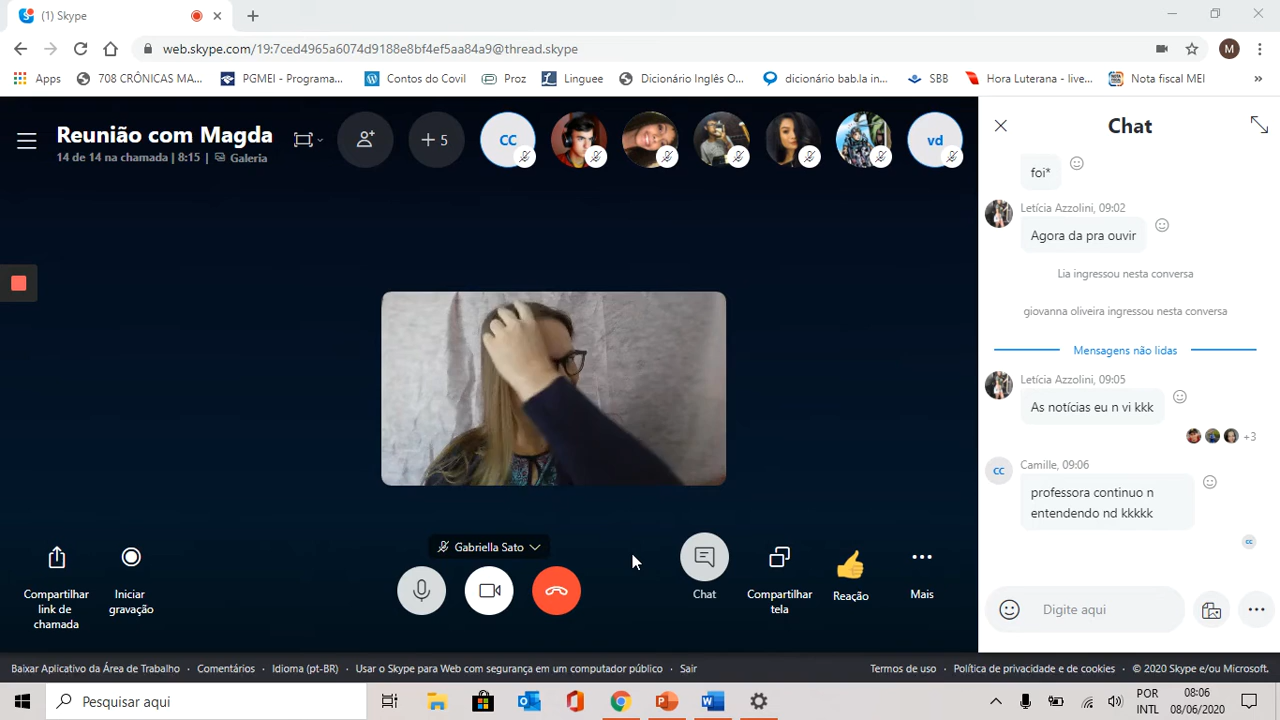 (1) Skype
web.skype.com/19:7ced4965a6074d9188e8bf4ef5aa84a9@thread.skype
M
Apps
708 CRÔNICAS MA...
PGMEI - Programa...
Contos do Covil
Proz
Linguee
Dicionário Inglês O...
dicionário bab.la in...
SBB
Hora Luterana - live...
Nota fiscal MEI
»
Reunião com Magda
14 de 14 na chamada | 8:15 | Galeria
+ 5
CC
vd
Chat
foi*
Letícia Azzolini, 09:02
Agora da pra ouvir
Lia ingressou nesta conversa
giovanna oliveira ingressou nesta conversa
Mensagens não lidas
Letícia Azzolini, 09:05
As notícias eu n vi kkk
+3
CC
Camille, 09:06
professora continuo n
entendendo nd kkkkk
CC
Gabriella Sato
Compartilhar
link de
chamada
Iniciar
gravação
Chat
Compartilhar
tela
Reação
Mais
Digite aqui
Baixar Aplicativo da Área de Trabalho
Comentários
Idioma (pt-BR)
Usar o Skype para Web com segurança em um computador público
Sair
Termos de uso
Política de privacidade e de cookies
© 2020 Skype e/ou Microsoft.
Pesquisar aqui
POR
INTL
08:06
08/06/2020